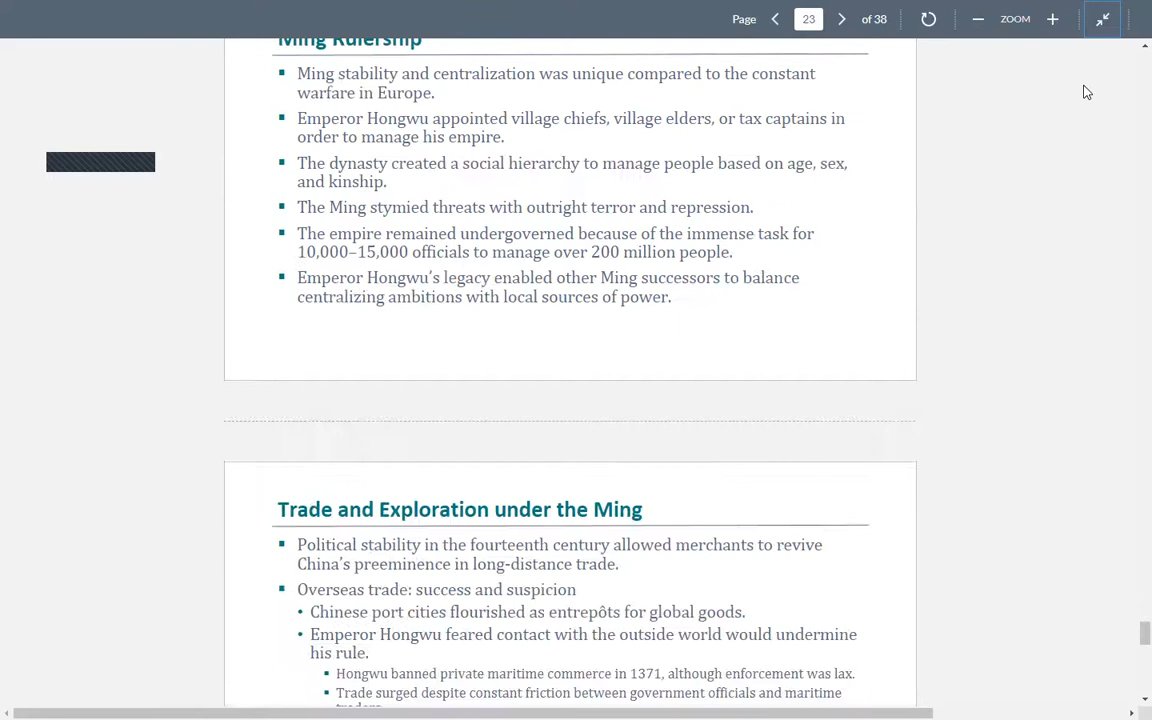 Page 23 of 38 ZOOM
Ming Rulership
Ming stability and centralization was unique compared to the constant
warfare in Europe.
Emperor Hongwu appointed village chiefs, village elders, or tax captains in
order to manage his empire.
The dynasty created a social hierarchy to manage people based on age, sex,
and kinship.
The Ming stymied threats with outright terror and repression.
The empire remained undergoverned because of the immense task for
10,000–15,000 officials to manage over 200 million people.
Emperor Hongwu's legacy enabled other Ming successors to balance
centralizing ambitions with local sources of power.
Trade and Exploration under the Ming
Political stability in the fourteenth century allowed merchants to revive
China's preeminence in long-distance trade.
Overseas trade: success and suspicion
Chinese port cities flourished as entrepôts for global goods.
Emperor Hongwu feared contact with the outside world would undermine
his rule.
Hongwu banned private maritime commerce in 1371, although enforcement was lax.
Trade surged despite constant friction between government officials and maritime
traders.